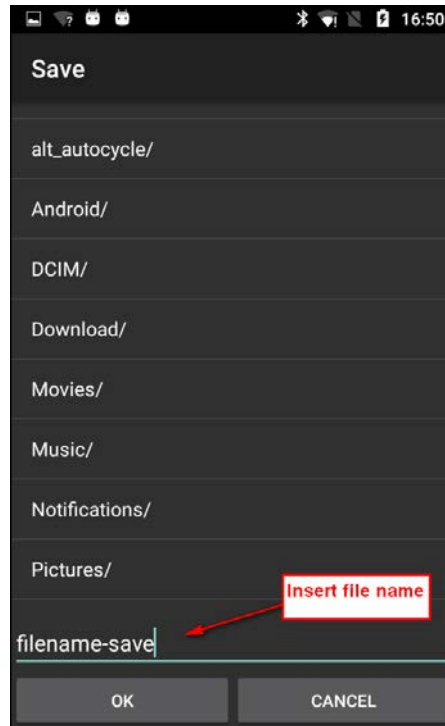 16:50
Save
alt_autocycle/
Android/
DCIM/
Download/
Movies/
Music/
Notifications/
Pictures/
Insert file name
filename-save
OK CANCEL